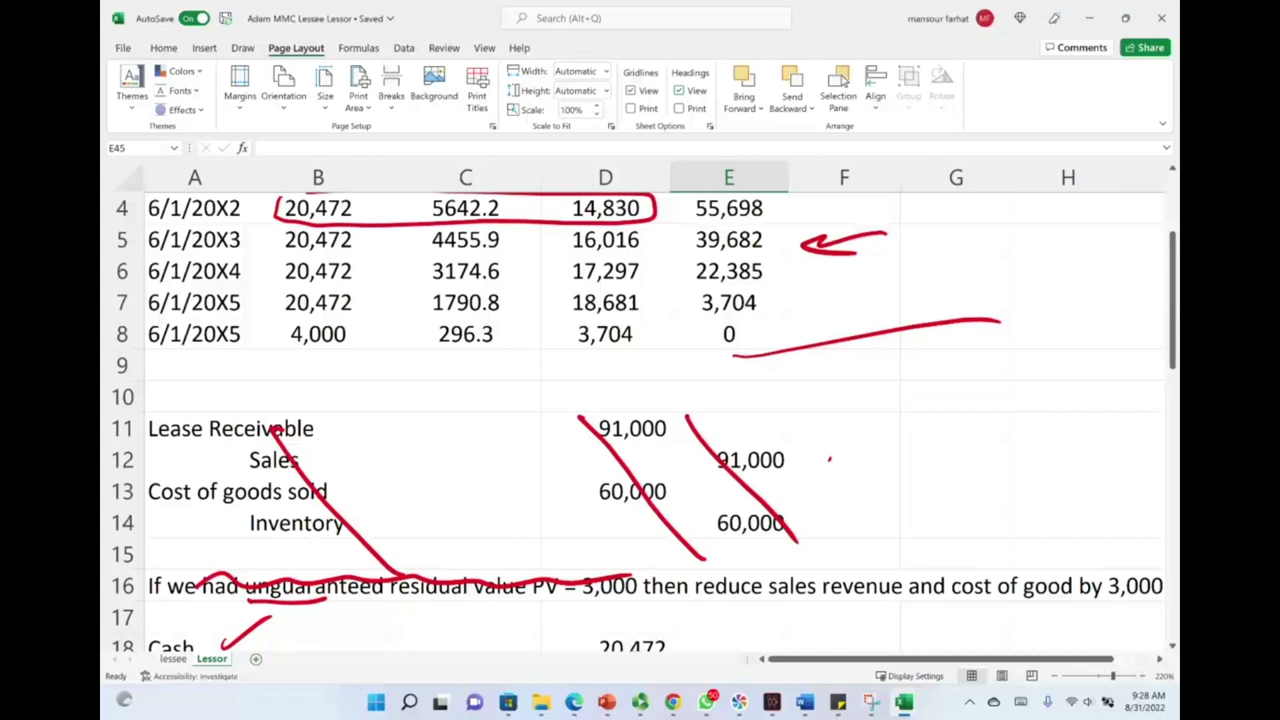 AutoSave On Adam MMC Lessee Lessor • Saved Search (Alt+Q) mansour farhat MF
File Home Insert Draw Page Layout Formulas Data Review View Help Comments Share
Aa Themes Colors Fonts Effects Margins Orientation Size Print Area Breaks Background Print Titles Width: Automatic Height: Automatic Scale: 100% Gridlines View Print Headings View Print Bring Forward Send Backward Selection Pane Align Group Rotate
Themes Page Setup Scale to Fit Sheet Options Arrange
E45 fx
A B C D E F G H
4 6/1/20X2 20,472 5642.2 14,830 55,698
5 6/1/20X3 20,472 4455.9 16,016 39,682
6 6/1/20X4 20,472 3174.6 17,297 22,385
7 6/1/20X5 20,472 1790.8 18,681 3,704
8 6/1/20X5 4,000 296.3 3,704 0
9
10
11 Lease Receivable 91,000
12 Sales 91,000
13 Cost of goods sold 60,000
14 Inventory 60,000
15
16 If we had unguaranteed residual value PV = 3,000 then reduce sales revenue and cost of good by 3,000
17
18 Cash 20,472
lessee Lessor
Ready Accessibility: Investigate Display Settings 220%
50
9:28 AM
8/31/2022